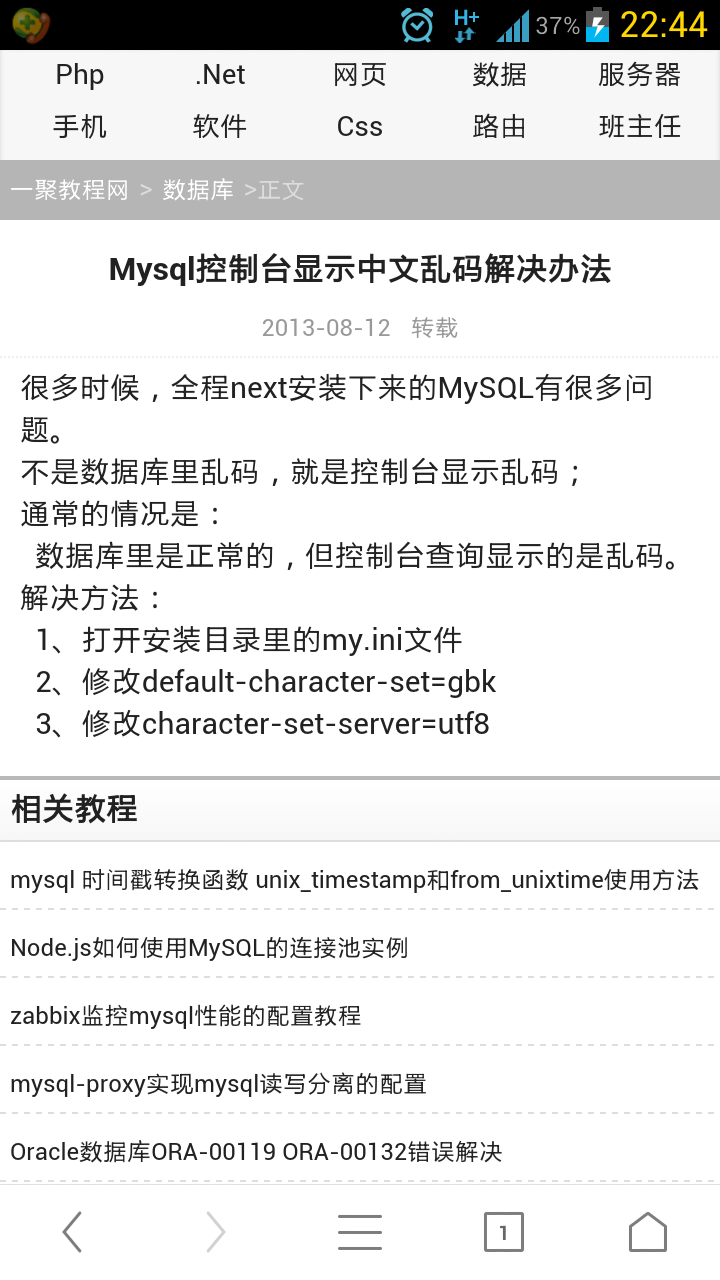 H+ 37% 22:44
Php .Net 网页 数据 服务器
手机 软件 Css 路由 班主任
一聚教程网 > 数据库 >正文
Mysql控制台显示中文乱码解决办法
2013-08-12 转载
很多时候，全程next安装下来的MySQL有很多问
题。
不是数据库里乱码，就是控制台显示乱码；
通常的情况是：
数据库里是正常的，但控制台查询显示的是乱码。
解决方法：
1、打开安装目录里的my.ini文件
2、修改default-character-set=gbk
3、修改character-set-server=utf8
相关教程
mysql 时间戳转换函数 unix_timestamp和from_unixtime使用方法
Node.js如何使用MySQL的连接池实例
zabbix监控mysql性能的配置教程
mysql-proxy实现mysql读写分离的配置
Oracle数据库ORA-00119 ORA-00132错误解决
1